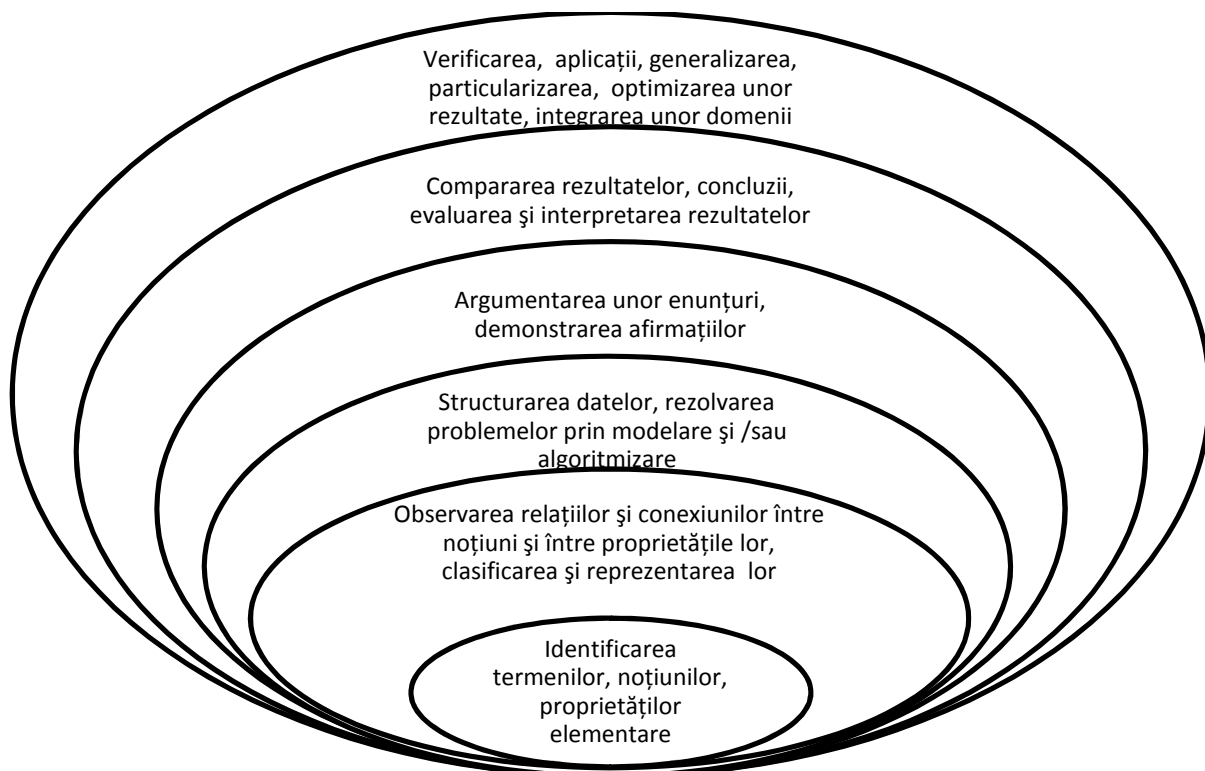 Verificarea, aplicații, generalizarea,
particularizarea, optimizarea unor
rezultate, integrarea unor domenii
Compararea rezultatelor, concluzii,
evaluarea şi interpretarea rezultatelor
Argumentarea unor enunțuri,
demonstrarea afirmațiilor
Structurarea datelor, rezolvarea
problemelor prin modelare şi /sau
algoritmizare
Observarea relațiilor şi conexiunilor între
noțiuni şi între proprietățile lor,
clasificarea şi reprezentarea lor
Identificarea
termenilor, noțiunilor,
proprietăților
elementare